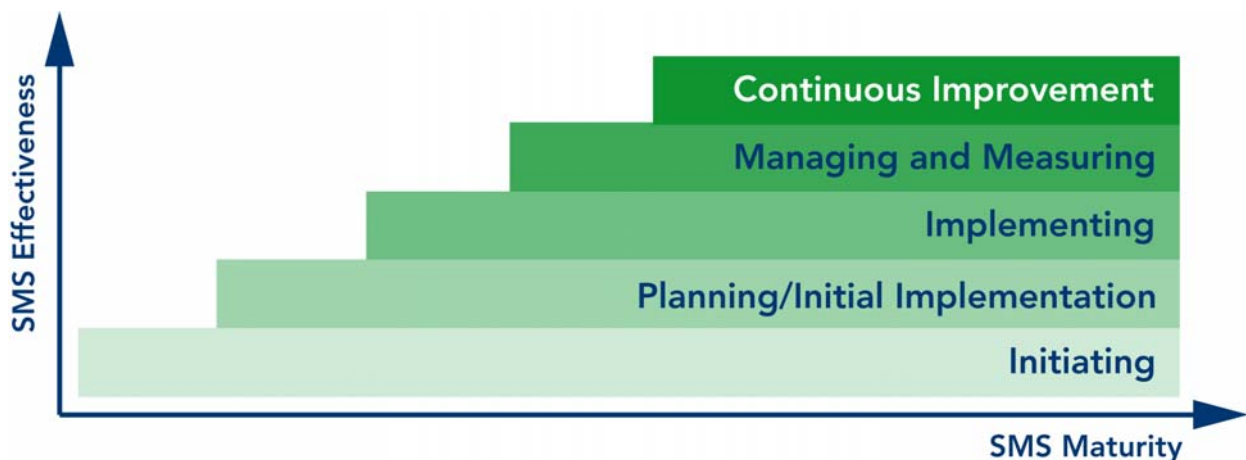 SMS Effectiveness
Continuous Improvement
Managing and Measuring
Implementing
Planning/Initial Implementation
Initiating
SMS Maturity